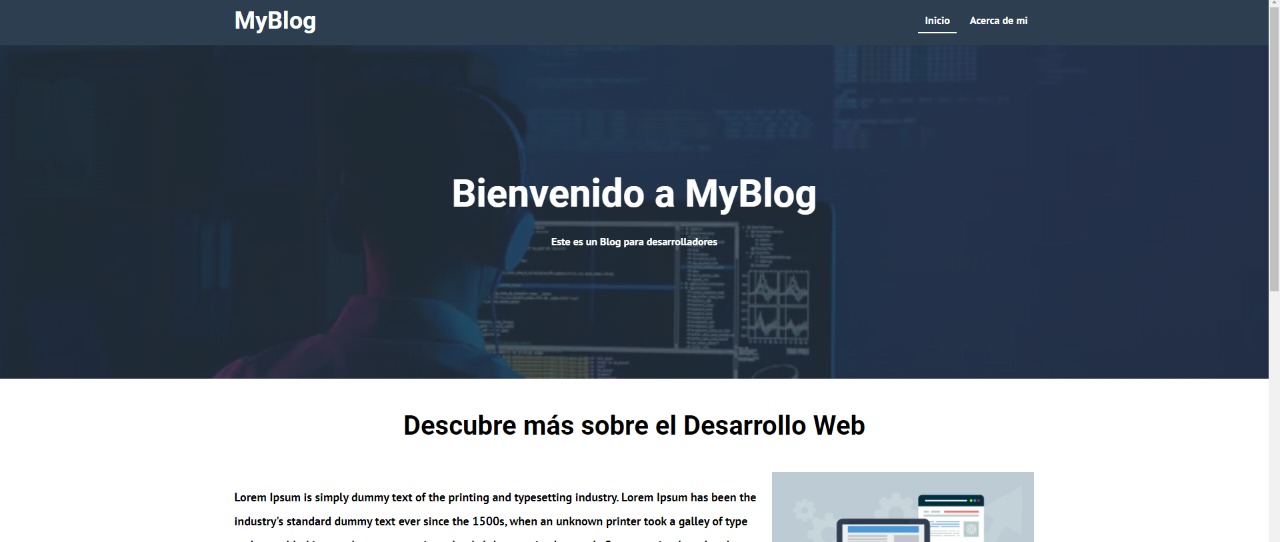 MyBlog
Inicio
Acerca de mi
Bienvenido a MyBlog
Este es un Blog para desarrolladores
Descubre más sobre el Desarrollo Web
Lorem Ipsum is simply dummy text of the printing and typesetting industry. Lorem Ipsum has been the
industry's standard dummy text ever since the 1500s, when an unknown printer took a galley of type